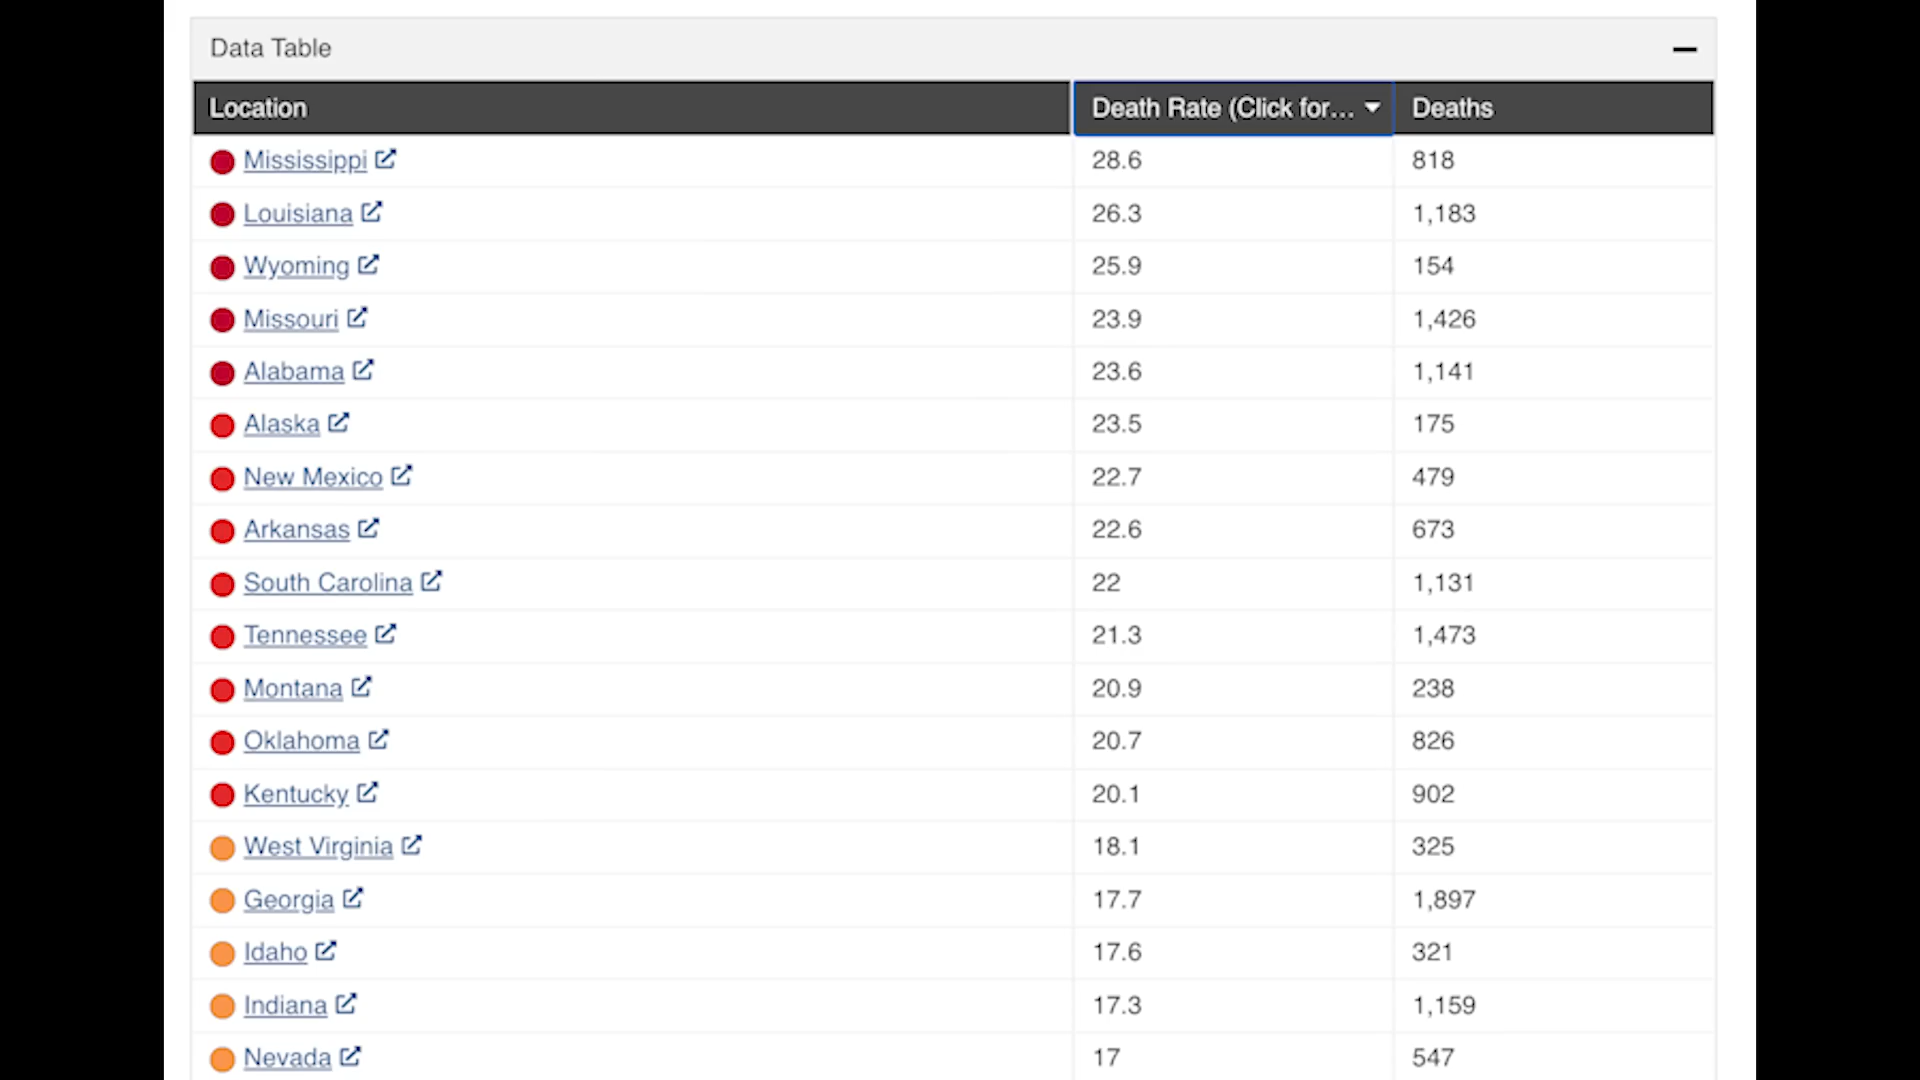 Data Table
Location Death Rate (Click for... Deaths
Mississippi 28.6 818
Louisiana 26.3 1,183
Wyoming 25.9 154
Missouri 23.9 1,426
Alabama 23.6 1,141
Alaska 23.5 175
New Mexico 22.7 479
Arkansas 22.6 673
South Carolina 22 1,131
Tennessee 21.3 1,473
Montana 20.9 238
Oklahoma 20.7 826
Kentucky 20.1 902
West Virginia 18.1 325
Georgia 17.7 1,897
Idaho 17.6 321
Indiana 17.3 1,159
Nevada 17 547